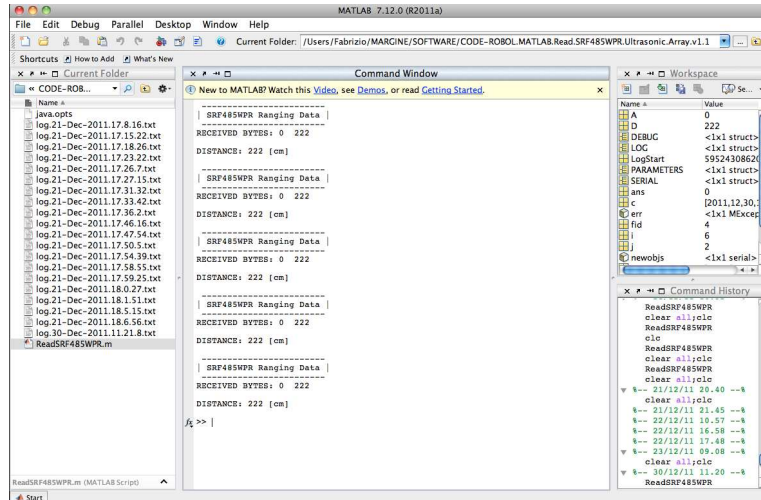 MATLAB 7.12.0 (R2011a)
File Edit Debug Parallel Desktop Window Help
Current Folder: /Users/Fabrizio/MARGINE/SOFTWARE/CODE-ROBOL.MATLAB.Read.SRF485WPR.Ultrasonic.Array.v1.1
Shortcuts How to Add What's New
Current Folder
« CODE-ROB...
Name
java.opts
log.21-Dec-2011.17.8.16.txt
log.21-Dec-2011.17.15.22.txt
log.21-Dec-2011.17.18.26.txt
log.21-Dec-2011.17.23.22.txt
log.21-Dec-2011.17.26.7.txt
log.21-Dec-2011.17.27.15.txt
log.21-Dec-2011.17.31.32.txt
log.21-Dec-2011.17.33.42.txt
log.21-Dec-2011.17.36.2.txt
log.21-Dec-2011.17.46.16.txt
log.21-Dec-2011.17.47.54.txt
log.21-Dec-2011.17.50.5.txt
log.21-Dec-2011.17.54.39.txt
log.21-Dec-2011.17.58.55.txt
log.21-Dec-2011.17.59.25.txt
log.21-Dec-2011.18.0.27.txt
log.21-Dec-2011.18.1.51.txt
log.21-Dec-2011.18.5.15.txt
log.21-Dec-2011.18.6.56.txt
log.30-Dec-2011.11.21.8.txt
ReadSRF485WPR.m
ReadSRF485WPR.m (MATLAB Script)
Start
Command Window
New to MATLAB? Watch this Video, see Demos, or read Getting Started.
-----------------------
| SRF485WPR Ranging Data |
-----------------------
RECEIVED BYTES: 0 222
DISTANCE: 222 [cm]
-----------------------
| SRF485WPR Ranging Data |
-----------------------
RECEIVED BYTES: 0 222
DISTANCE: 222 [cm]
-----------------------
| SRF485WPR Ranging Data |
-----------------------
RECEIVED BYTES: 0 222
DISTANCE: 222 [cm]
-----------------------
| SRF485WPR Ranging Data |
-----------------------
RECEIVED BYTES: 0 222
DISTANCE: 222 [cm]
-----------------------
| SRF485WPR Ranging Data |
-----------------------
RECEIVED BYTES: 0 222
DISTANCE: 222 [cm]
fx >>
Workspace
Se...
Name Value
A 0
D 222
DEBUG <1x1 struct>
LOG <1x1 struct>
LogStart 59524308620
PARAMETERS <1x1 struct>
SERIAL <1x1 struct>
ans 0
c [2011,12,30,
err <1x1 MExcep
fid 4
i 6
j 2
newobjs <1x1 serial>
Command History
ReadSRF485WPR
clear all;clc
ReadSRF485WPR
clc
ReadSRF485WPR
clear all;clc
ReadSRF485WPR
clear all;clc
%-- 21/12/11 20.40 --%
clear all;clc
%-- 21/12/11 21.45 --%
%-- 22/12/11 10.57 --%
%-- 22/12/11 16.58 --%
%-- 22/12/11 17.48 --%
%-- 23/12/11 09.08 --%
clear all;clc
%-- 30/12/11 11.20 --%
ReadSRF485WPR